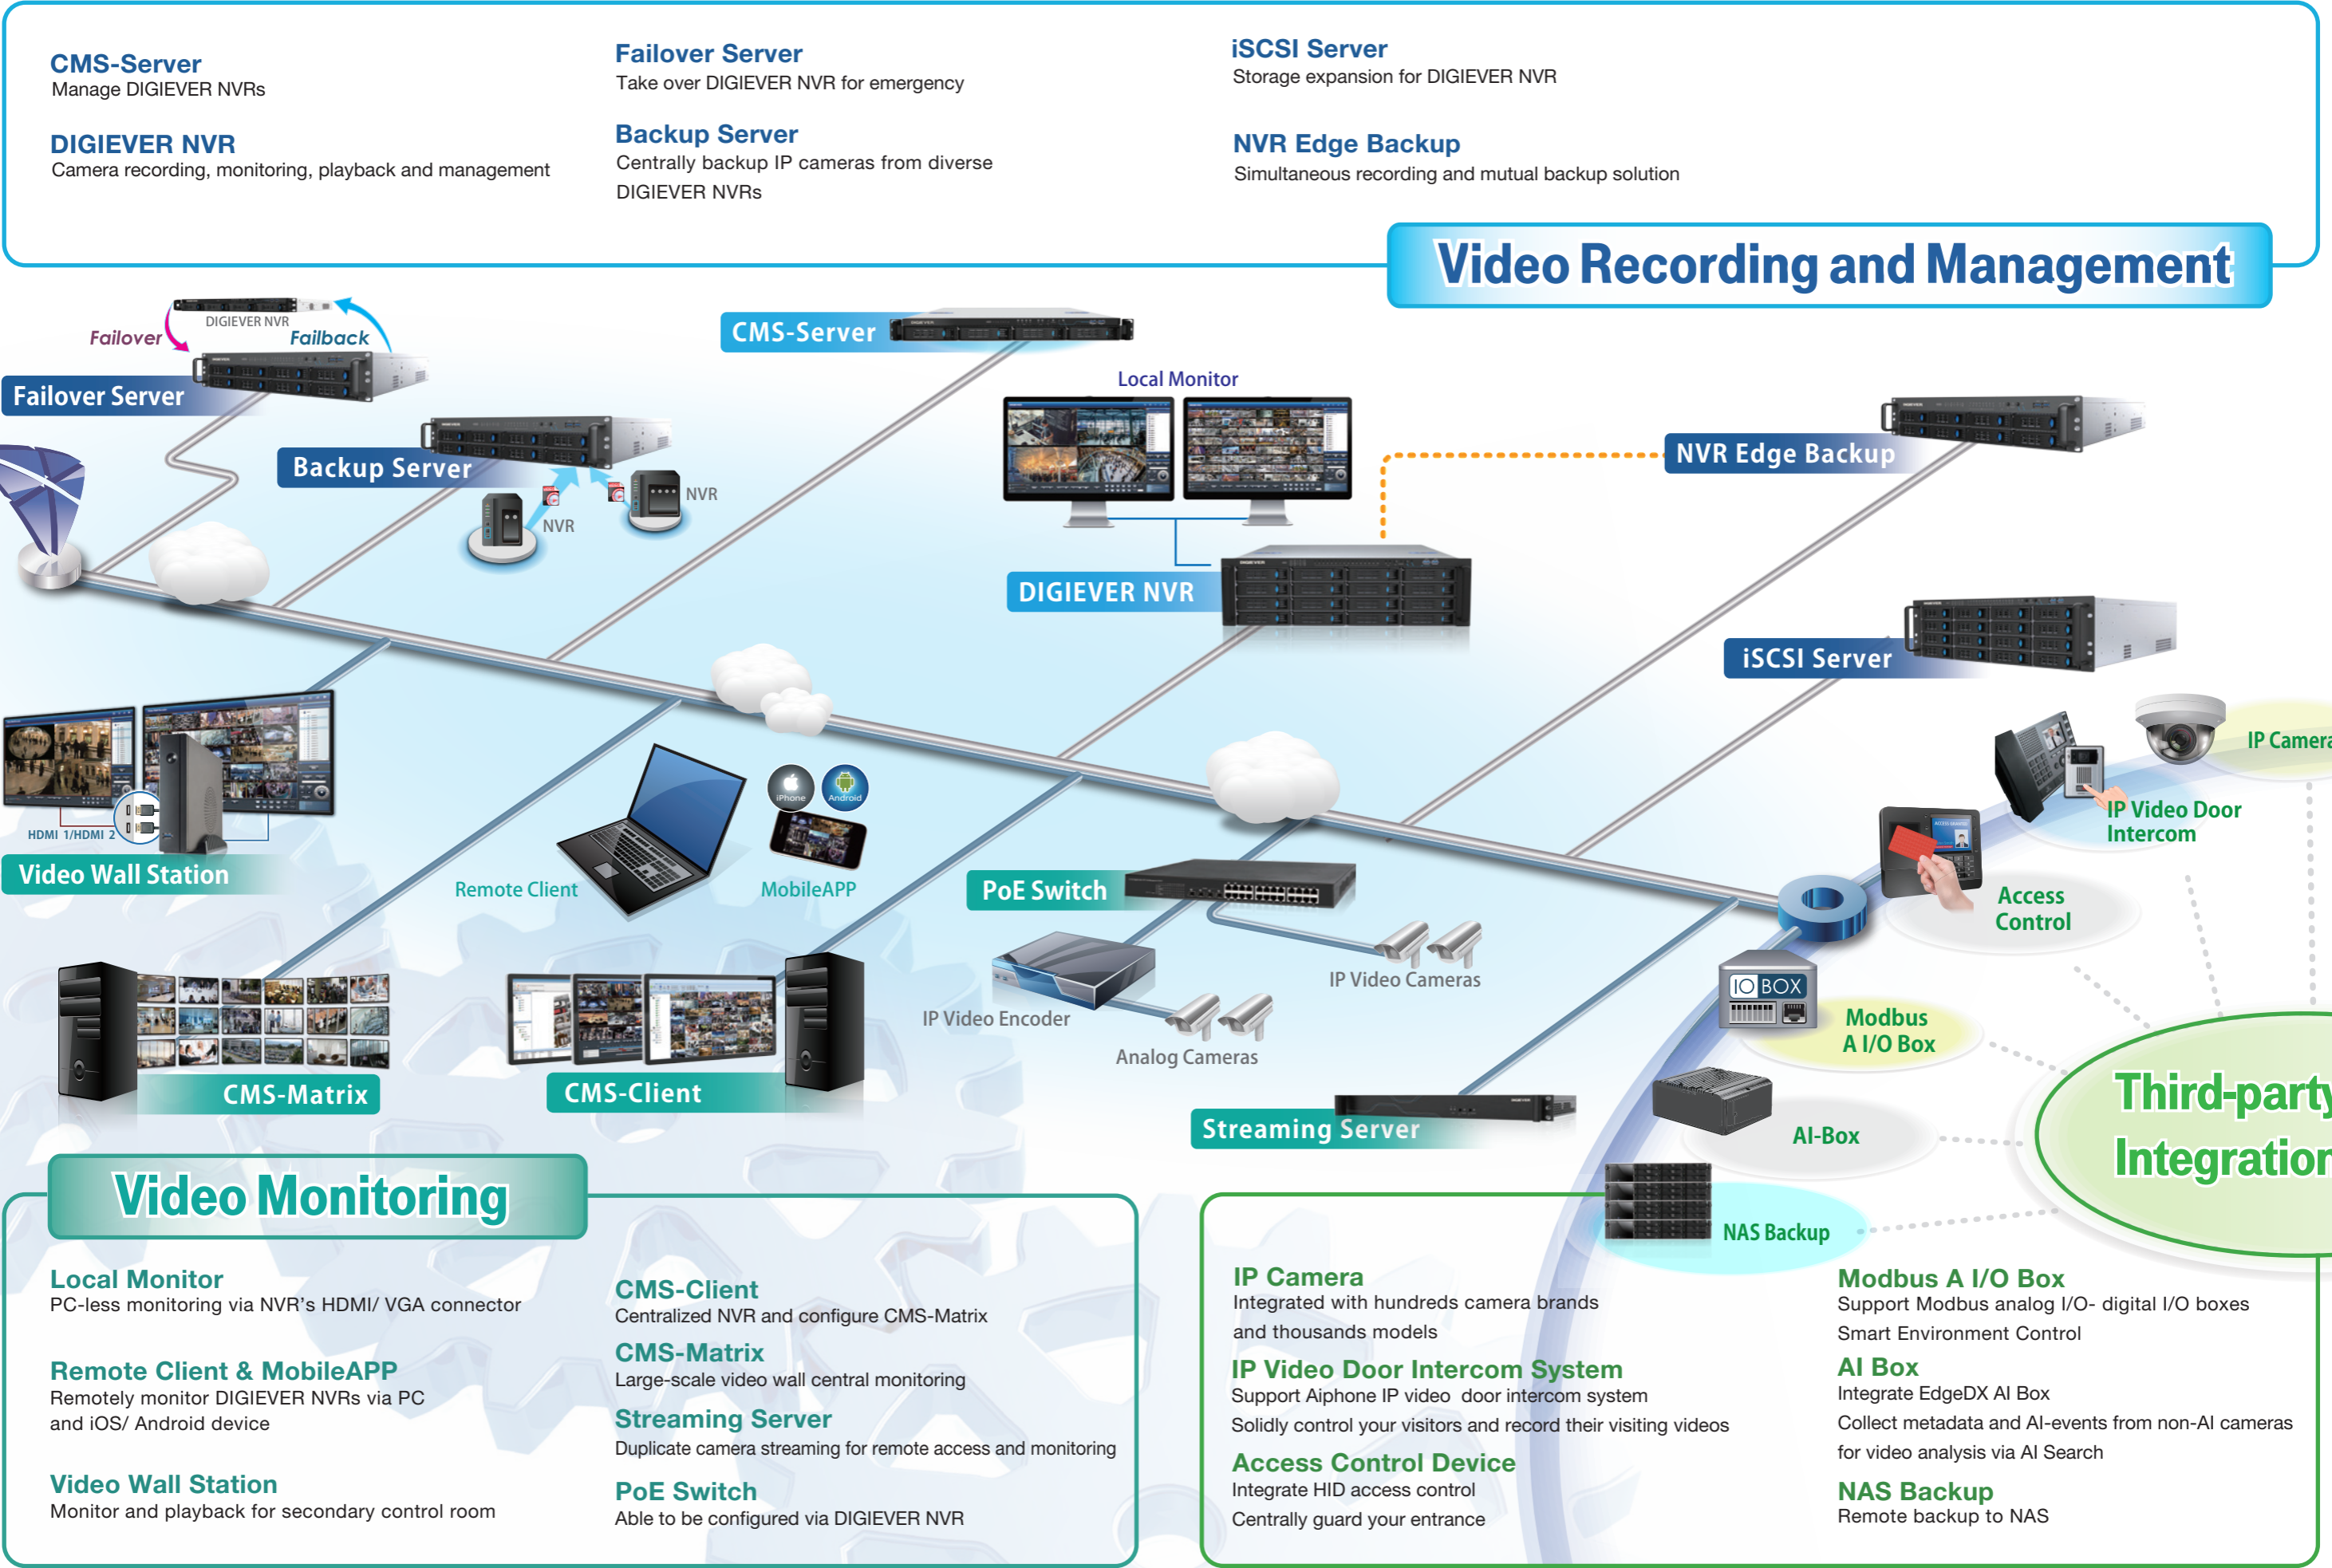 CMS-Server
Manage DIGIEVER NVRs
DIGIEVER NVR
Camera recording, monitoring, playback and management
Failover Server
Take over DIGIEVER NVR for emergency
Backup Server
Centrally backup IP cameras from diverse
DIGIEVER NVRs
iSCSI Server
Storage expansion for DIGIEVER NVR
NVR Edge Backup
Simultaneous recording and mutual backup solution
Video Recording and Management
DIGIEVER NVR
Failover
Failback
Failover Server
CMS-Server
Local Monitor
Backup Server
NVR
NVR
NVR Edge Backup
DIGIEVER NVR
iSCSI Server
IP Camera
IP Video Door
Intercom
HDMI 1/HDMI 2
Video Wall Station
iPhone
Android
Remote Client
MobileAPP
PoE Switch
Access
Control
IP Video Cameras
IP Video Encoder
Analog Cameras
IO BOX
Modbus
A I/O Box
CMS-Matrix
CMS-Client
Streaming Server
AI-Box
Third-party
Integration
NAS Backup
Video Monitoring
Local Monitor
PC-less monitoring via NVR's HDMI/ VGA connector
Remote Client & MobileAPP
Remotely monitor DIGIEVER NVRs via PC
and iOS/ Android device
Video Wall Station
Monitor and playback for secondary control room
CMS-Client
Centralized NVR and configure CMS-Matrix
CMS-Matrix
Large-scale video wall central monitoring
Streaming Server
Duplicate camera streaming for remote access and monitoring
PoE Switch
Able to be configured via DIGIEVER NVR
IP Camera
Integrated with hundreds camera brands
and thousands models
IP Video Door Intercom System
Support Aiphone IP video door intercom system
Solidly control your visitors and record their visiting videos
Access Control Device
Integrate HID access control
Centrally guard your entrance
Modbus A I/O Box
Support Modbus analog I/O- digital I/O boxes
Smart Environment Control
AI Box
Integrate EdgeDX AI Box
Collect metadata and AI-events from non-AI cameras
for video analysis via AI Search
NAS Backup
Remote backup to NAS